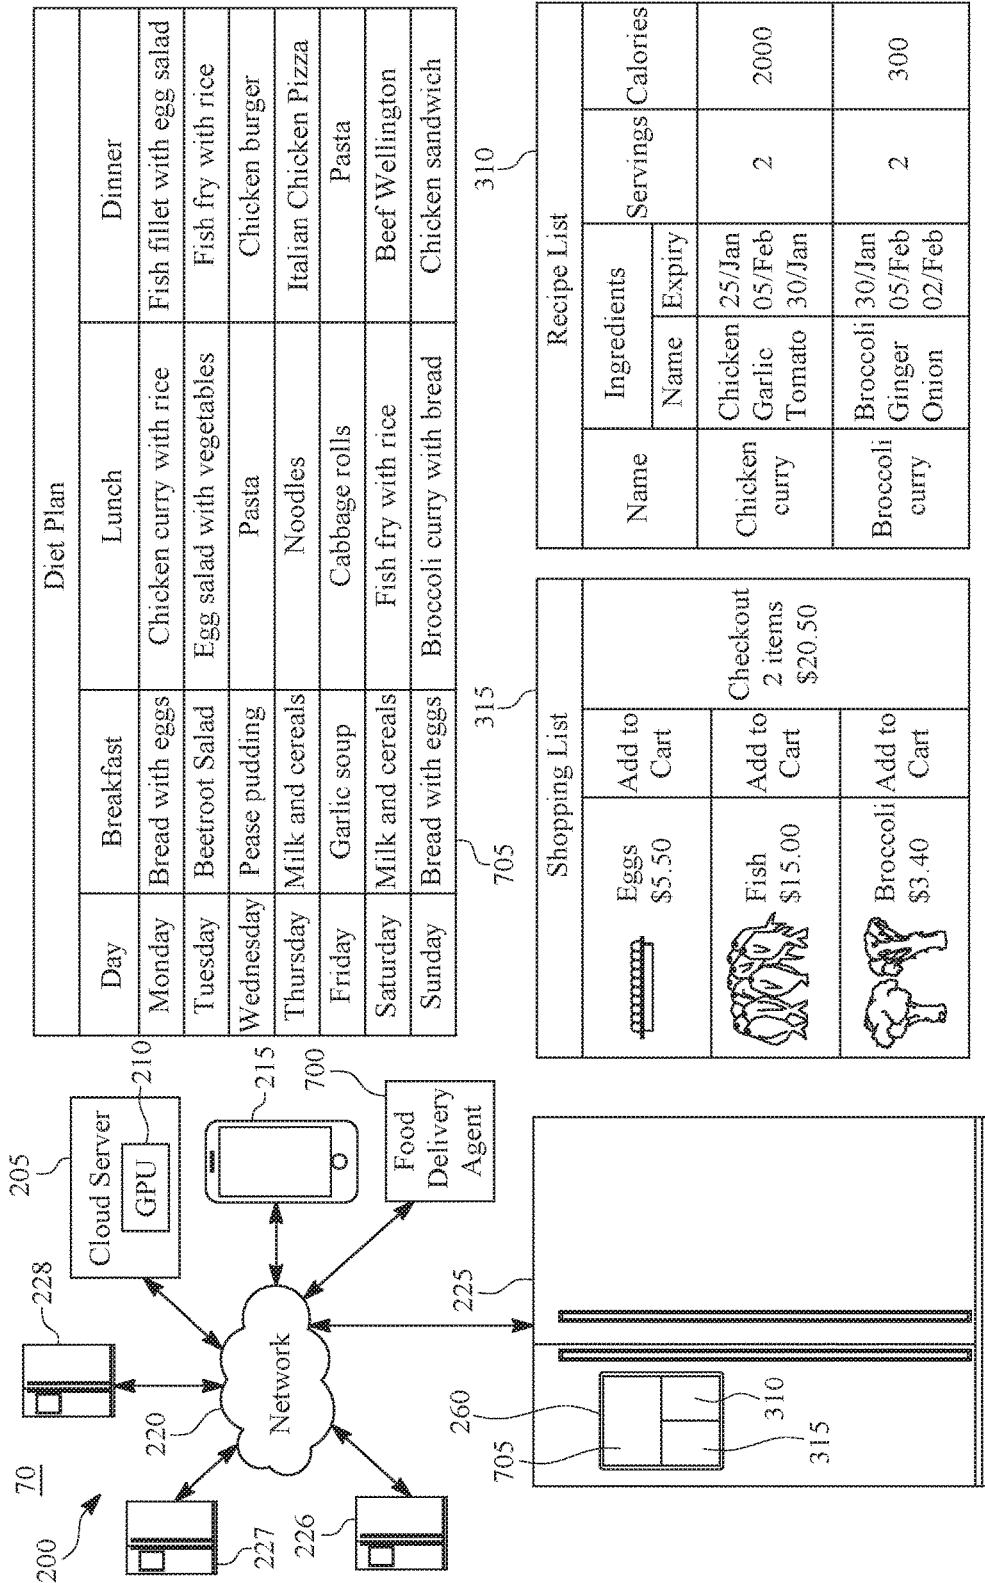 200
70
228
205
Cloud Server
210
GPU
227
220
Network
215
226
700
Food
Delivery
Agent
225
260
705
310
315
Diet Plan
Day Breakfast Lunch Dinner
Monday Bread with eggs Chicken curry with rice Fish fillet with egg salad
Tuesday Beetroot Salad Egg salad with vegetables Fish fry with rice
Wednesday Pease pudding Pasta Chicken burger
Thursday Milk and cereals Noodles Italian Chicken Pizza
Friday Garlic soup Cabbage rolls Pasta
Saturday Milk and cereals Fish fry with rice Beef Wellington
Sunday Bread with eggs Broccoli curry with bread Chicken sandwich
705
315
Shopping List
Eggs
$5.50
Add to
Cart
Fish
$15.00
Add to
Cart
Broccoli
$3.40
Add to
Cart
Checkout
2 items
$20.50
310
Recipe List
Name Ingredients Servings Calories
Name Expiry
Chicken
curry
Chicken 25/Jan
Garlic 05/Feb
Tomato 30/Jan
2 2000
Broccoli
curry
Broccoli 30/Jan
Ginger 05/Feb
Onion 02/Feb
2 300